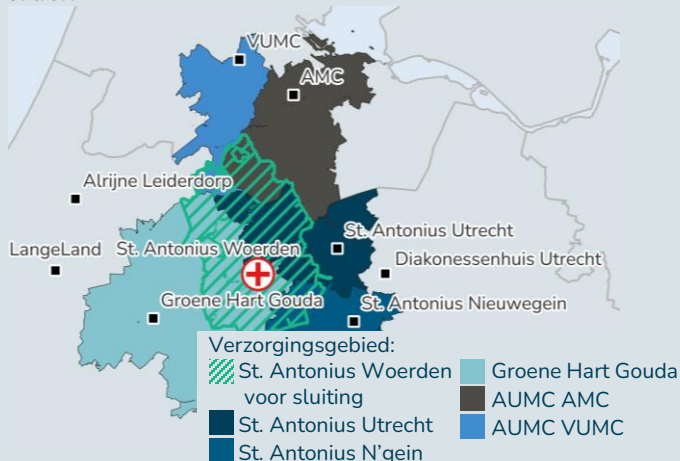 VUMC
AMC
Alrijne Leiderdorp
St. Antonius Utrecht
LangeLand
St. Antonius Woerden
Diakonessenhuis Utrecht
Groene Hart Gouda
St. Antonius Nieuwegein
Verzorgingsgebied:
St. Antonius Woerden
voor sluiting
St. Antonius Utrecht
St. Antonius N'gein
Groene Hart Gouda
AUMC AMC
AUMC VUMC